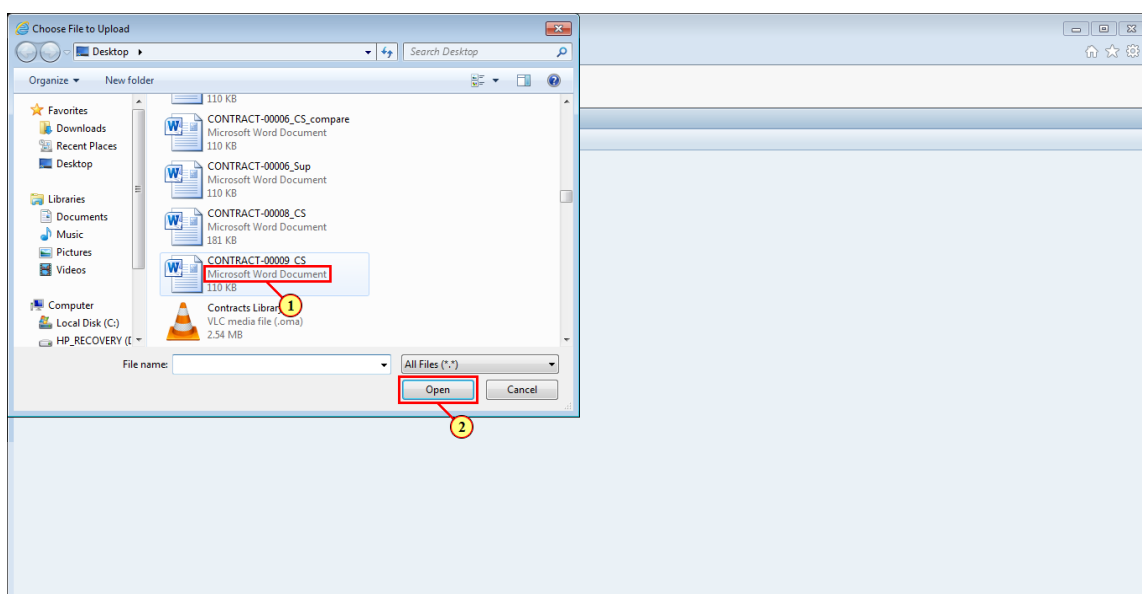 Choose File to Upload
Desktop
Search Desktop
Organize
New folder
Favorites
Downloads
Recent Places
Desktop
Libraries
Documents
Music
Pictures
Videos
Computer
Local Disk (C:)
HP_RECOVERY (
110 KB
CONTRACT-00006_CS_compare
Microsoft Word Document
110 KB
CONTRACT-00006_Sup
Microsoft Word Document
110 KB
CONTRACT-00008_CS
Microsoft Word Document
181 KB
CONTRACT-00009_CS
Microsoft Word Document
110 KB
1
Contracts Library
VLC media file (.oma)
2.54 MB
File name:
All Files (*.*)
Open
Cancel
2